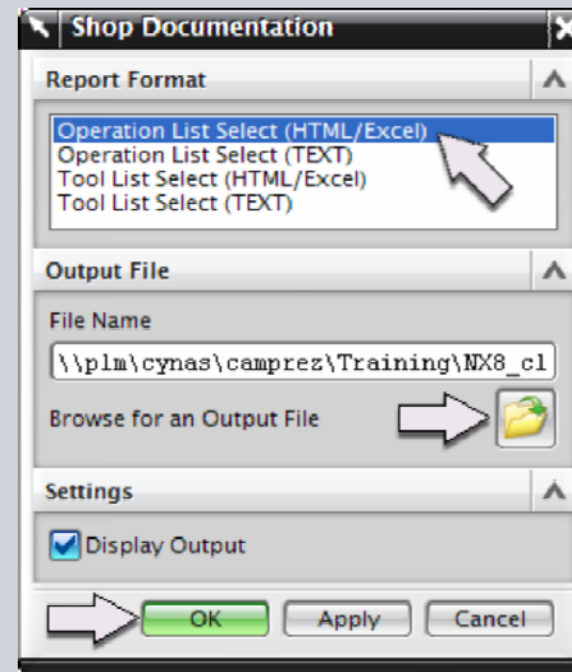 Shop Documentation
Report Format
Operation List Select (HTML/Excel)
Operation List Select (TEXT)
Tool List Select (HTML/Excel)
Tool List Select (TEXT)
Output File
File Name
\\plm\cynas\camprez\Training\NX8_cl
Browse for an Output File
Settings
Display Output
OK Apply Cancel